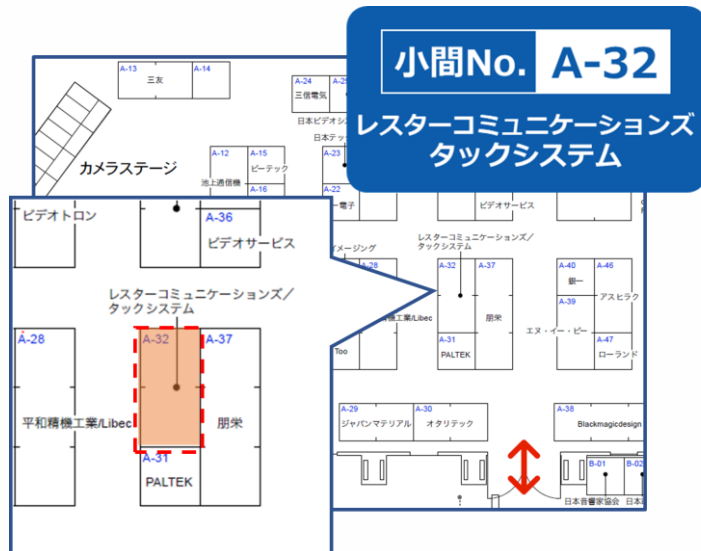 小間No. A-32
レスターコミュニケーションズ
タックシステム
A-13
三友
A-14
A-24
三信電気
日本ビデオシス
日本テック
カメラステージ
A-12
池上通信機
A-15
ビーテック
A-16
A-23
A-22
ー電子
ビデオサービス
イメージング
A-28
レスターコミュニケーションズ/
タックシステム
A-32
A-37
朋栄
A-31
PALTEK
機工業/Libec
Too
A-40
銀一
A-46
アスヒラク
A-39
エヌ・イー・ピー
A-47
ローランド
A-29
ジャパンマテリアル
A-30
オタリテック
A-38
Blackmagicdesign
B-01
B-02
日本音響家協会
ビデオトロン
A-36
ビデオサービス
レスターコミュニケーションズ/
タックシステム
A-28
A-32
A-37
平和精機工業/Libec
朋栄
A-31
PALTEK